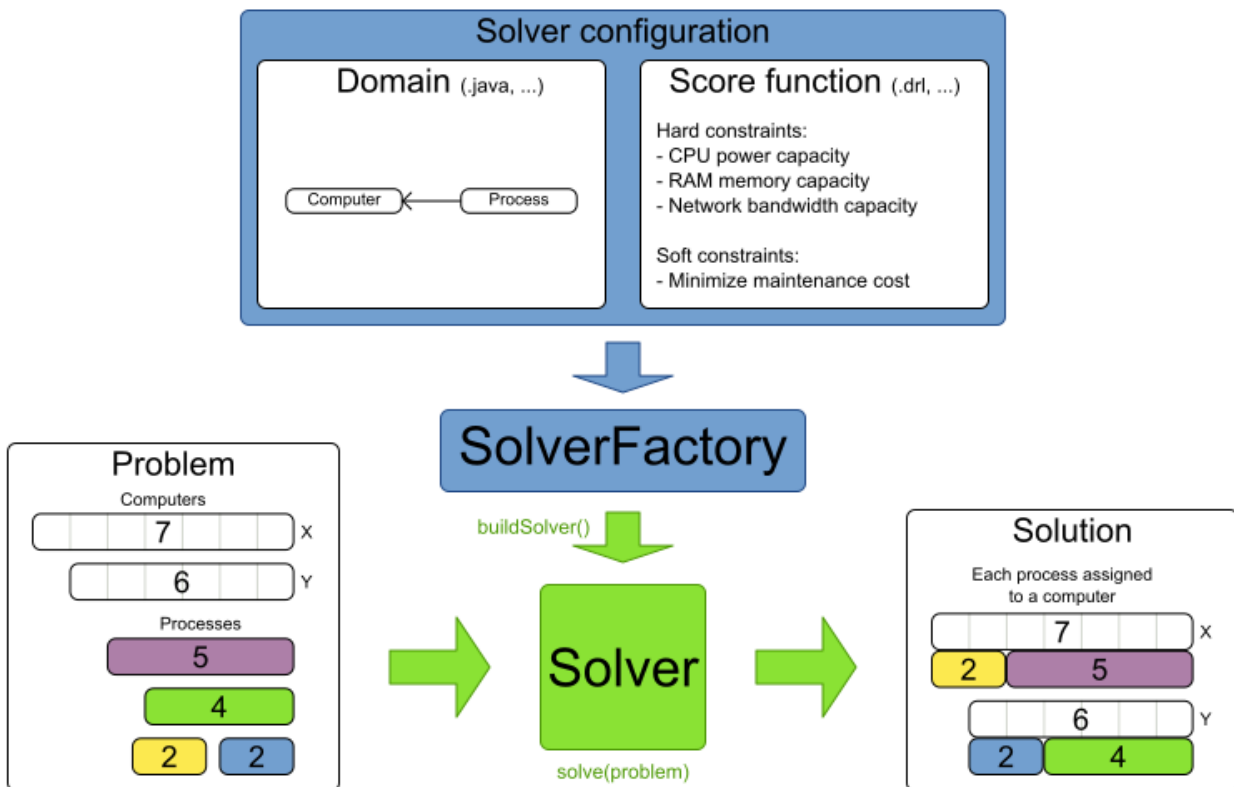 Solver configuration
Domain (.java, ...)
Computer
Process
Score function (.drl, ...)
Hard constraints:
- CPU power capacity
- RAM memory capacity
- Network bandwidth capacity
Soft constraints:
- Minimize maintenance cost
SolverFactory
buildSolver()
Problem
Computers
7 X
6 Y
Processes
5
4
2 2
Solver
solve(problem)
Solution
Each process assigned
to a computer
7 X
2 5
6 Y
2 4